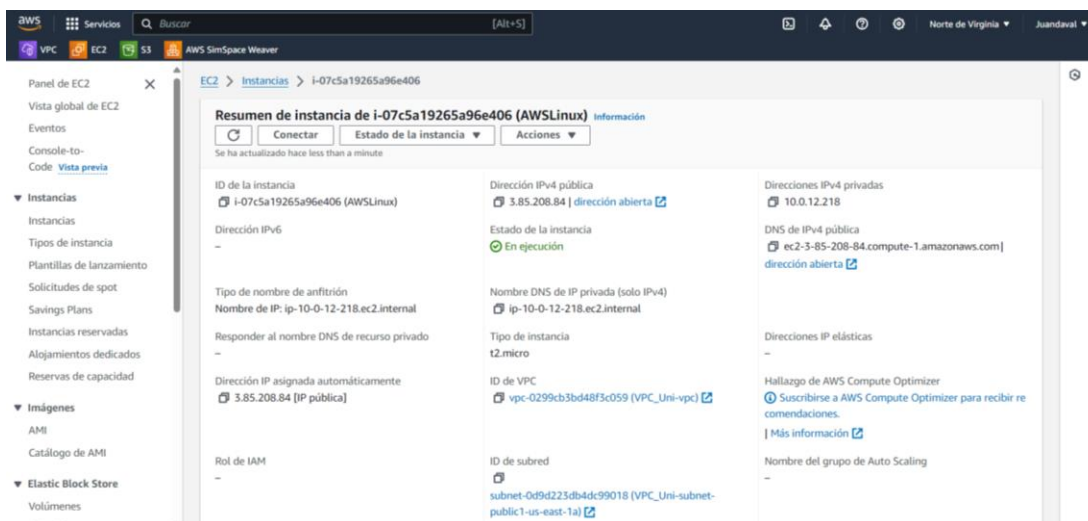 aws
Servicios
Buscar
[Alt+S]
Norte de Virginia
Juandaval
VPC
EC2
S3
AWS SimSpace Weaver
Panel de EC2
Vista global de EC2
Eventos
Console-to-
Code Vista previa
Instancias
Instancias
Tipos de instancia
Plantillas de lanzamiento
Solicitudes de spot
Savings Plans
Instancias reservadas
Alojamientos dedicados
Reservas de capacidad
Imágenes
AMI
Catálogo de AMI
Elastic Block Store
Volúmenes
EC2 > Instancias > i-07c5a19265a96e406
Resumen de instancia de i-07c5a19265a96e406 (AWSLinux) Información
Conectar
Estado de la instancia
Acciones
Se ha actualizado hace less than a minute
ID de la instancia
i-07c5a19265a96e406 (AWSLinux)
Dirección IPv4 pública
3.85.208.84 | dirección abierta
Direcciones IPv4 privadas
10.0.12.218
Dirección IPv6
–
Estado de la instancia
En ejecución
DNS de IPv4 pública
ec2-3-85-208-84.compute-1.amazonaws.com |
dirección abierta
Tipo de nombre de anfitrión
Nombre de IP: ip-10-0-12-218.ec2.internal
Nombre DNS de IP privada (solo IPv4)
ip-10-0-12-218.ec2.internal
Responder al nombre DNS de recurso privado
–
Tipo de instancia
t2.micro
Direcciones IP elásticas
–
Dirección IP asignada automáticamente
3.85.208.84 [IP pública]
ID de VPC
vpc-0299cb3bd48f3c059 (VPC_Uni-vpc)
Hallazgo de AWS Compute Optimizer
Suscribirse a AWS Compute Optimizer para recibir re
comendaciones.
| Más información
Rol de IAM
–
ID de subred
subnet-0d9d223db4dc99018 (VPC_Uni-subnet-
public1-us-east-1a)
Nombre del grupo de Auto Scaling
–